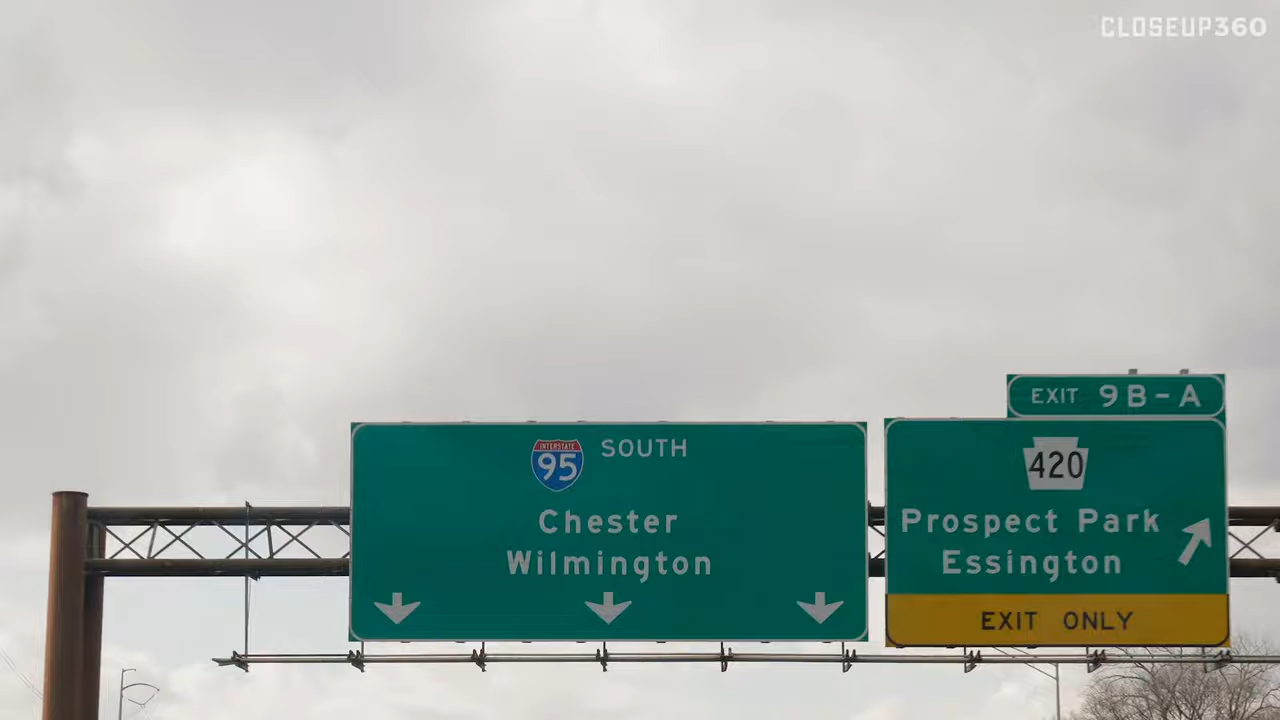 CLOSEUP360
INTERSTATE
95
SOUTH
Chester
Wilmington
EXIT 9B-A
420
Prospect Park
Essington
EXIT ONLY